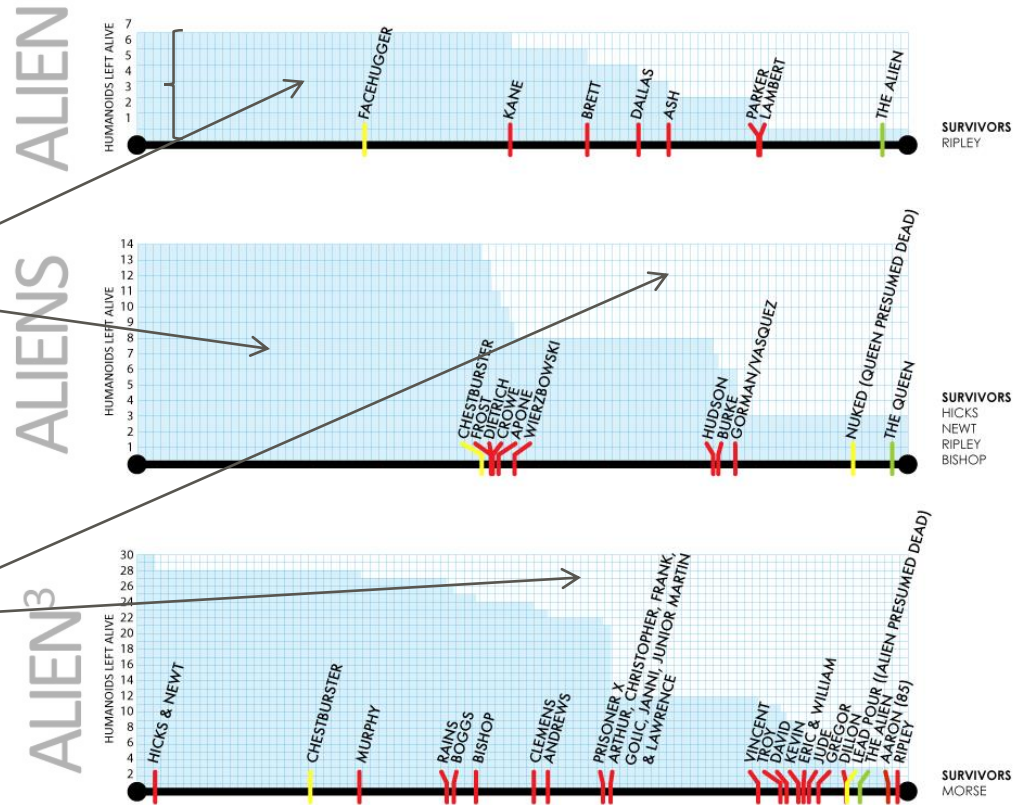 ALIEN
HUMANOIDS LEFT ALIVE
7
6
5
4
3
2
1
FACEHUGGER
KANE
BRETT
DALLAS
ASH
PARKER
LAMBERT
THE ALIEN
SURVIVORS
RIPLEY
ALIENS
HUMANOIDS LEFT ALIVE
14
13
12
11
10
9
8
7
6
5
4
3
2
1
CHESTBURSTER
FROST
DIETRICH
CROWE
APONE
WIERZBOWSKI
HUDSON
BURKE
GORMAN/VASQUEZ
NUKED (QUEEN PRESUMED DEAD)
THE QUEEN
SURVIVORS
HICKS
NEWT
RIPLEY
BISHOP
ALIEN³
HUMANOIDS LEFT ALIVE
30
28
26
24
22
20
18
16
14
12
10
8
6
4
2
HICKS & NEWT
CHESTBURSTER
MURPHY
RAINS
BOGGS
BISHOP
CLEMENS
ANDREWS
PRISONER X
ARTHUR, CHRISTOPHER, FRANK,
GOLIC, JANNI, JUNIOR MARTIN
& LAWRENCE
VINCENT
TROY
DAVID
KEVIN
ERIC & WILLIAM
JUDE
GREGOR
DILLON
LEAD POUR ((ALIEN PRESUMED DEAD)
THE ALIEN
AARON (85)
RIPLEY
SURVIVORS
MORSE